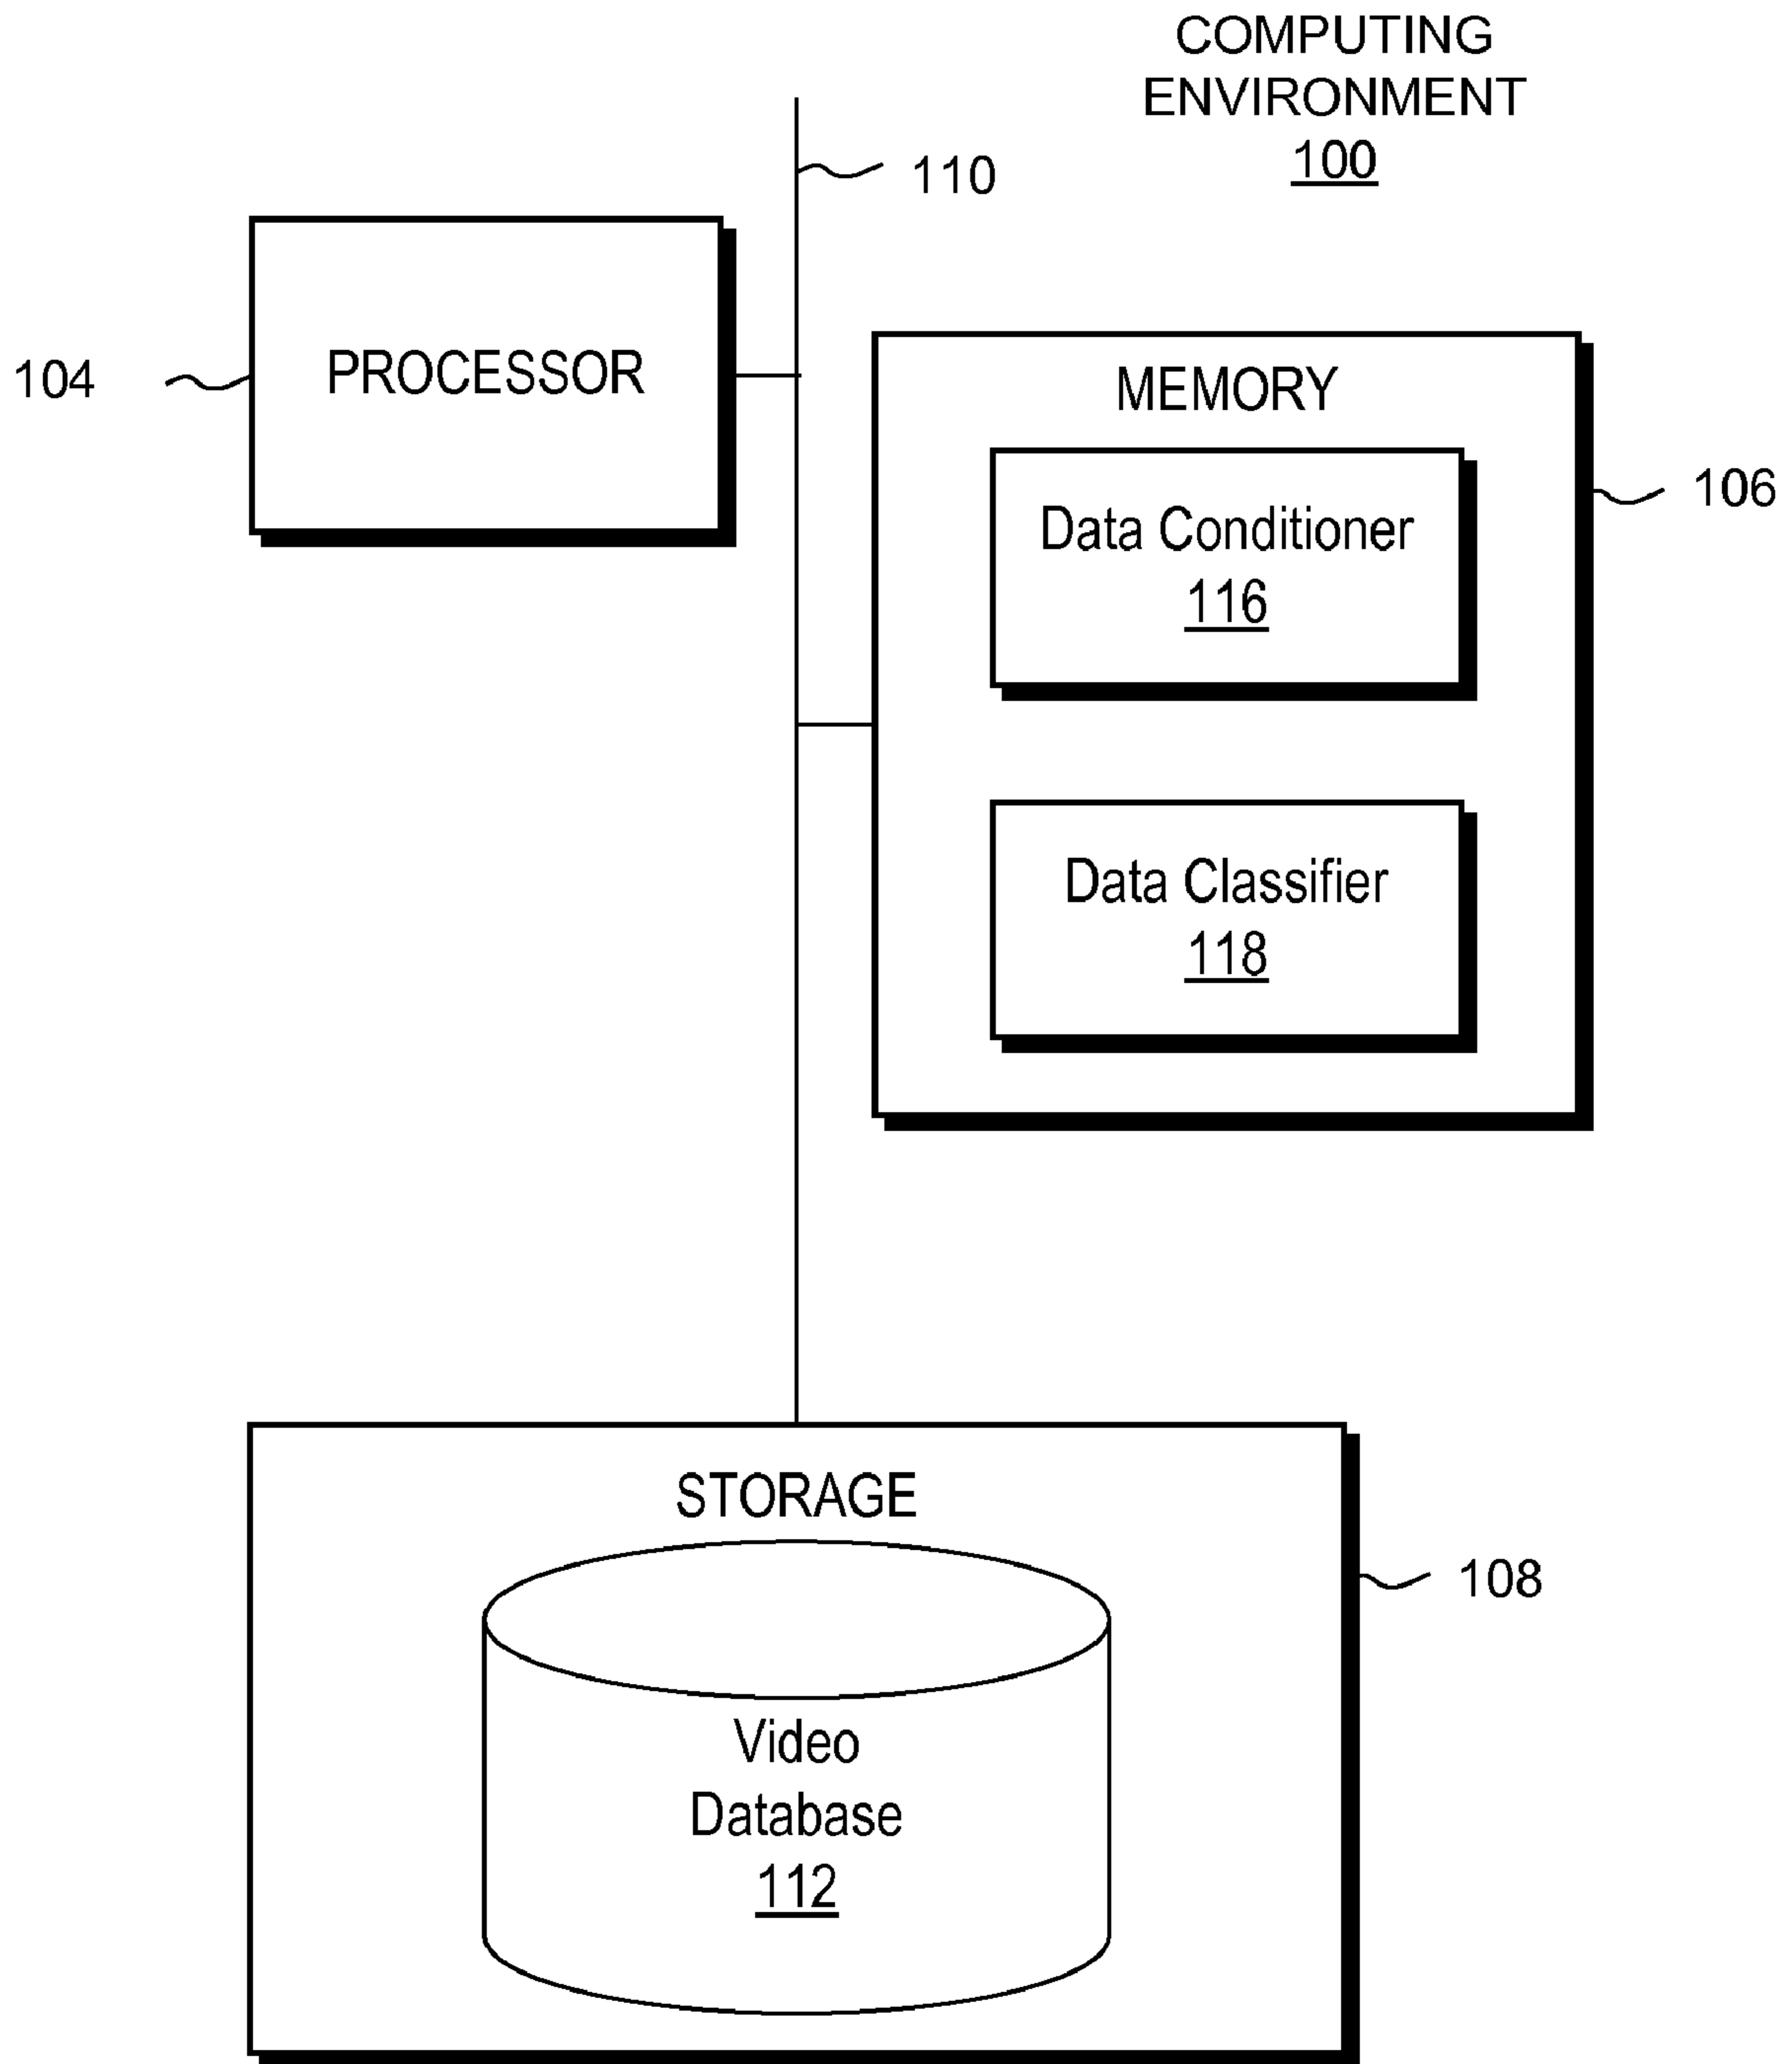 COMPUTING
ENVIRONMENT
100
110
PROCESSOR
104
MEMORY
106
Data Conditioner
116
Data Classifier
118
STORAGE
108
Video
Database
112